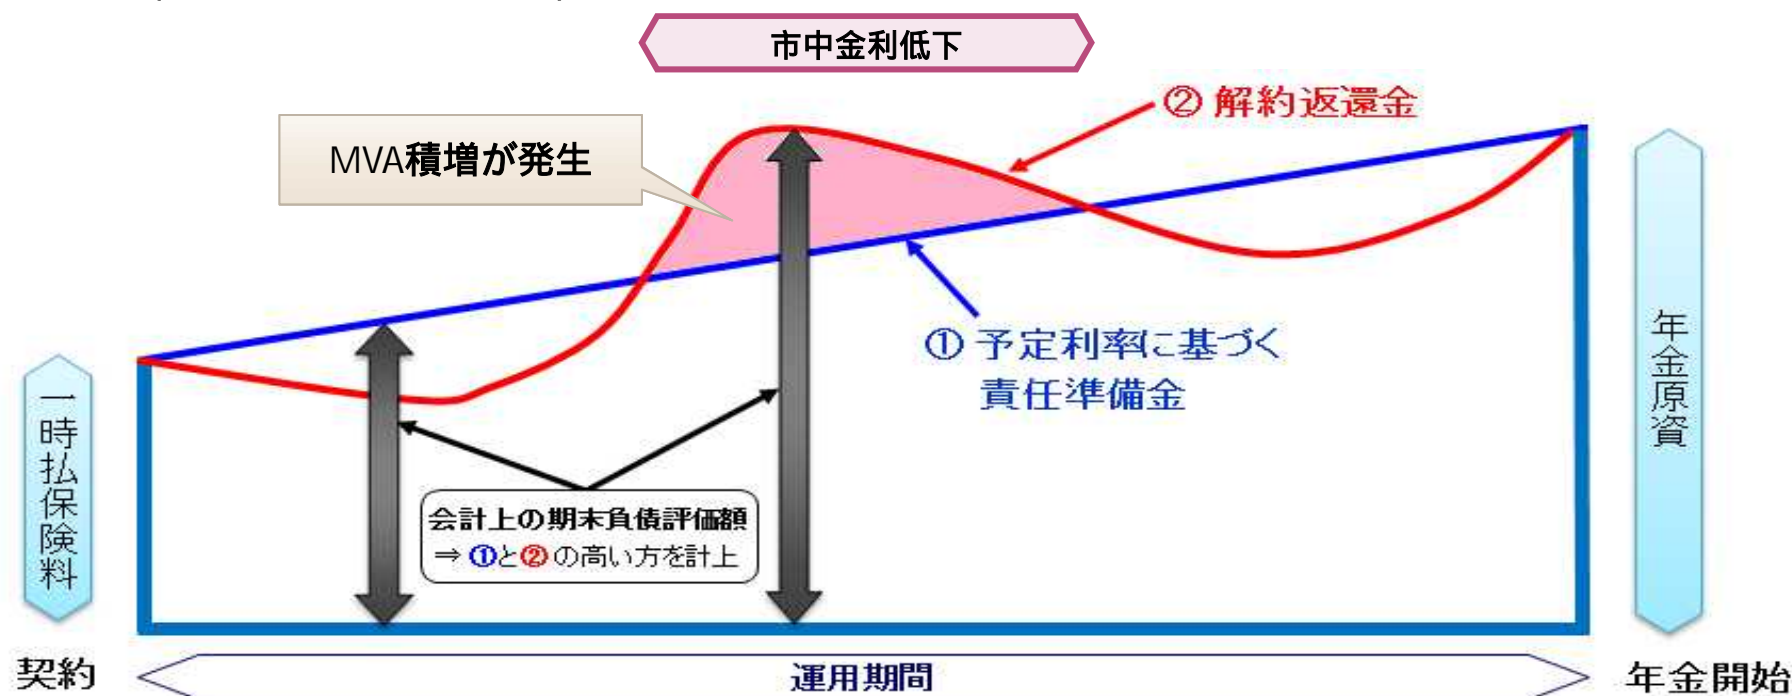 市中金利低下
② 解約返還金
MVA積増が発生
① 予定利率に基づく
責任準備金
一時払保険料
年金原資
会計上の期末負債評価額
⇒ ①と②の高い方を計上
契約
運用期間
年金開始